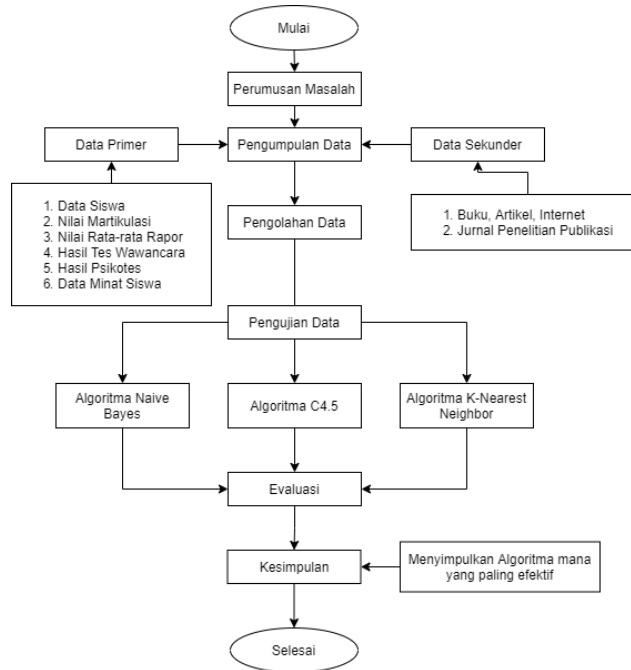 Mulai
Perumusan Masalah
Data Primer
Pengumpulan Data
Data Sekunder
1. Data Siswa
2. Nilai Martikulasi
3. Nilai Rata-rata Rapor
4. Hasil Tes Wawancara
5. Hasil Psikotes
6. Data Minat Siswa
Pengolahan Data
1. Buku, Artikel, Internet
2. Jurnal Penelitian Publikasi
Pengujian Data
Algoritma Naive
Bayes
Algoritma C4.5
Algoritma K-Nearest
Neighbor
Evaluasi
Kesimpulan
Menyimpulkan Algoritma mana
yang paling efektif
Selesai